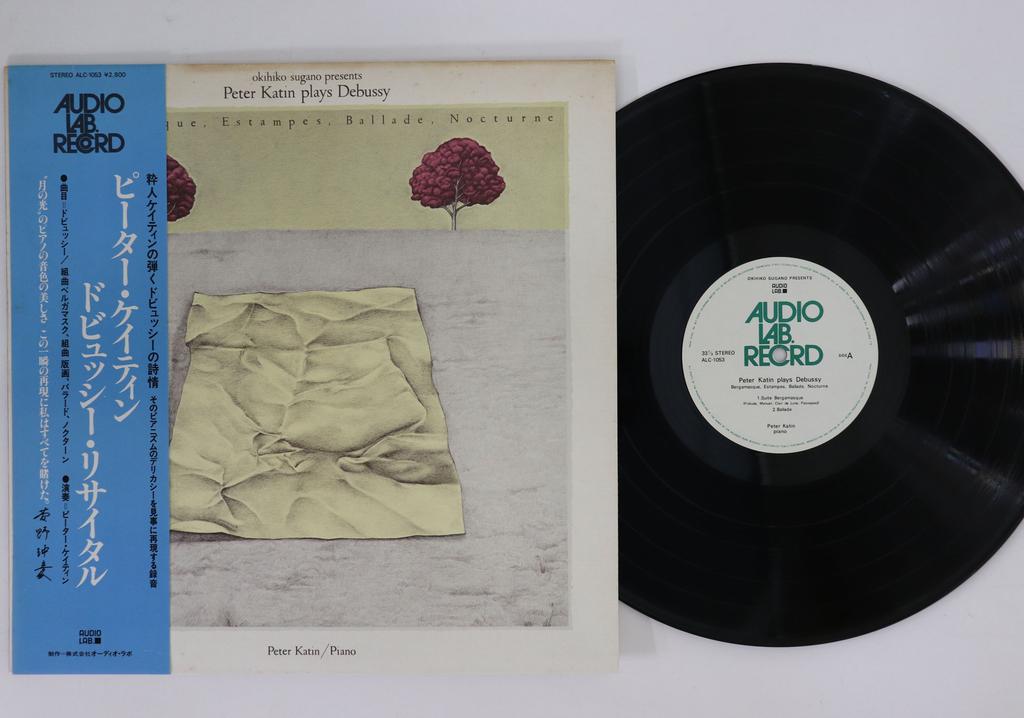 STEREO ALC-1053 ¥2,800
AUDIO
LAB.
RECORD
粋人ケイティンの弾くドビュッシーの詩情 そのピアニズムのデリカシーを見事に再現する録音
ピーター・ケイティン
ドビュッシー・リサイタル
●曲目=ドビュッシー/組曲ベルガマスク、組曲版画、バラード、ノクターン ●演奏=ピーター・ケイティン
"月の光"のピアノの音色の美しさ この一瞬の再現に私はすべてを賭けた。 菅野沖彦
AUDIO
LAB.
制作—株式会社オーディオ・ラボ
okihiko sugano presents
Peter Katin plays Debussy
que, Estampes, Ballade, Nocturne
Peter Katin/Piano
OKIHIKO SUGANO PRESENTS
AUDIO
LAB.
AUDIO
LAB.
RECORD
33⅓ STEREO
ALC-1053
SIDE A
Peter Katin plays Debussy
Bergamasque, Estampes, Ballade, Nocturne
1.Suite Bergamasque
(Prelude, Menuet, Clair de Lune, Passepied)
2.Ballade
Peter Katin
piano